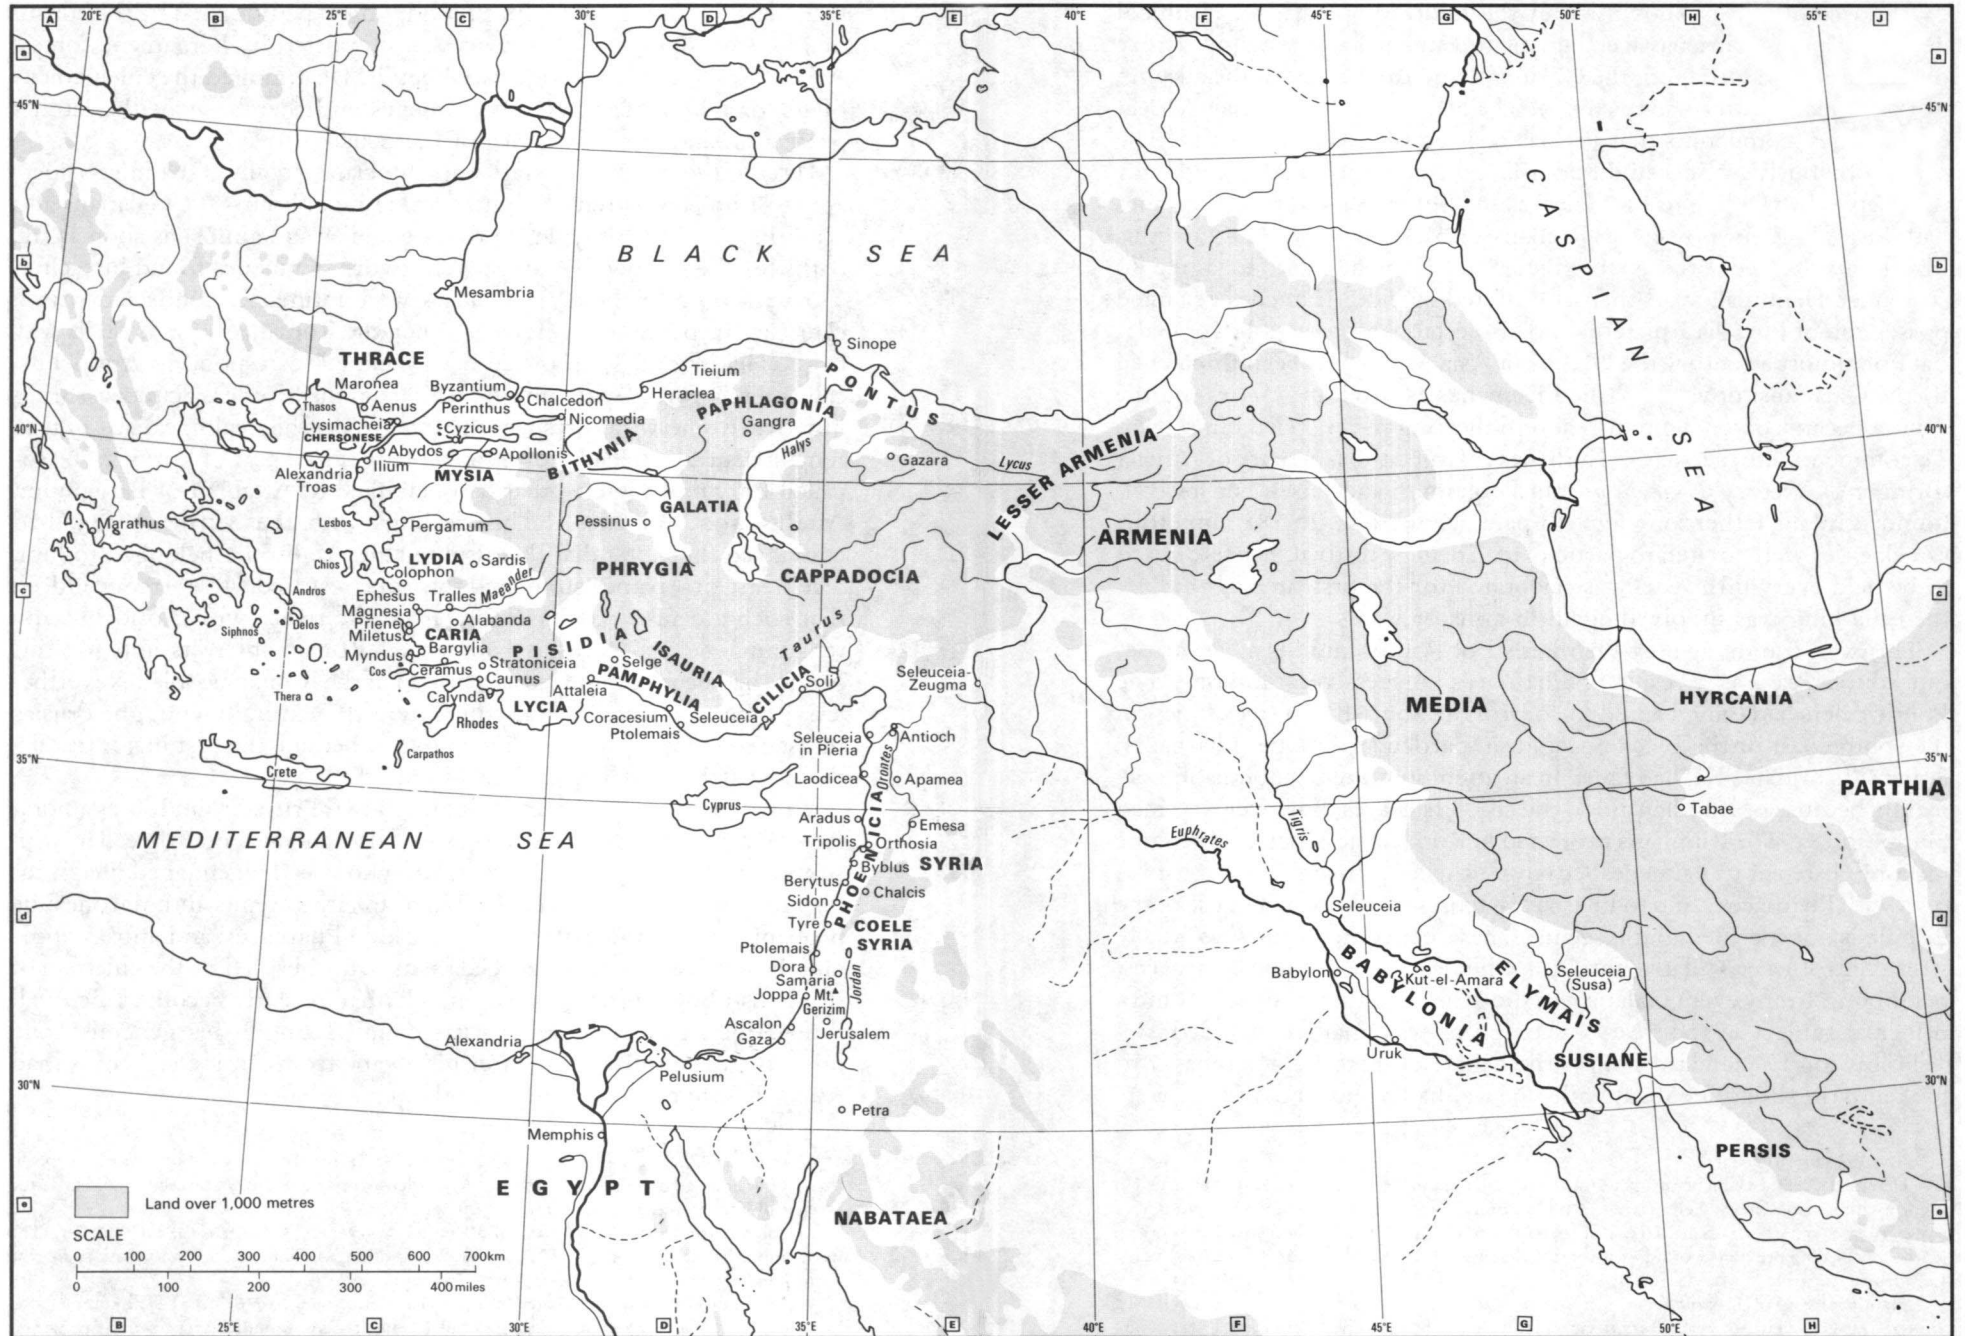 A
20°E
B
25°E
C
30°E
D
35°E
E
40°E
F
45°E
G
50°E
H
55°E
J
a
a
45°N
45°N
CASPIAN SEA
BLACK SEA
b
b
Mesambria
THRACE
Sinope
Tieium
PONTUS
Maronea
Byzantium
Heraclea
Chalcedon
Thasos
Aenus
Perinthus
PAPHLAGONIA
Nicomedia
Lysimacheia
Cyzicus
Gangra
40°N
CHERSONESE
40°N
Abydos
Apollonis
BITHYNIA
Halys
Gazara
Lycus
LESSER ARMENIA
Ilium
Alexandria
Troas
MYSIA
GALATIA
Lesbos
Pergamum
Pessinus
Marathus
ARMENIA
LYDIA
Sardis
Chios
Colophon
PHRYGIA
CAPPADOCIA
Maeander
Andros
Ephesus
Tralles
c
c
Magnesia
Priene
Alabanda
Delos
Siphnos
Miletus
CARIA
Taurus
Bargylia
PISIDIA
ISAURIA
Myndus
Stratoniceia
Selge
Cos
Ceramus
Caunus
PAMPHYLIA
CILICIA
Soli
Seleuceia-
Zeugma
Thera
Calynda
LYCIA
Attaleia
HYRCANIA
MEDIA
Rhodes
Coracesium
Seleuceia
Ptolemais
Seleuceia
in Pieria
Antioch
Carpathos
35°N
35°N
Crete
Orontes
Laodicea
Apamea
PARTHIA
Cyprus
Tabae
Aradus
Emesa
Tigris
Euphrates
MEDITERRANEAN SEA
Tripolis
Orthosia
PHOENICIA
Byblus
SYRIA
Berytus
Chalcis
Sidon
Seleuceia
d
d
Tyre
COELE
SYRIA
Ptolemais
BABYLONIA
ELYMAIS
Dora
Babylon
Kut-el-Amara
Seleuceia
(Susa)
Samaria
Jordan
Joppa
Mt.
Gerizim
Ascalon
Jerusalem
Alexandria
Gaza
Uruk
SUSIANE
Pelusium
30°N
30°N
Petra
Memphis
PERSIS
EGYPT
Land over 1,000 metres
NABATAEA
e
e
SCALE
0 100 200 300 400 500 600 700km
0 100 200 300 400 miles
B
25°E
C
30°E
D
35°E
E
40°E
F
45°E
G
50°E
H